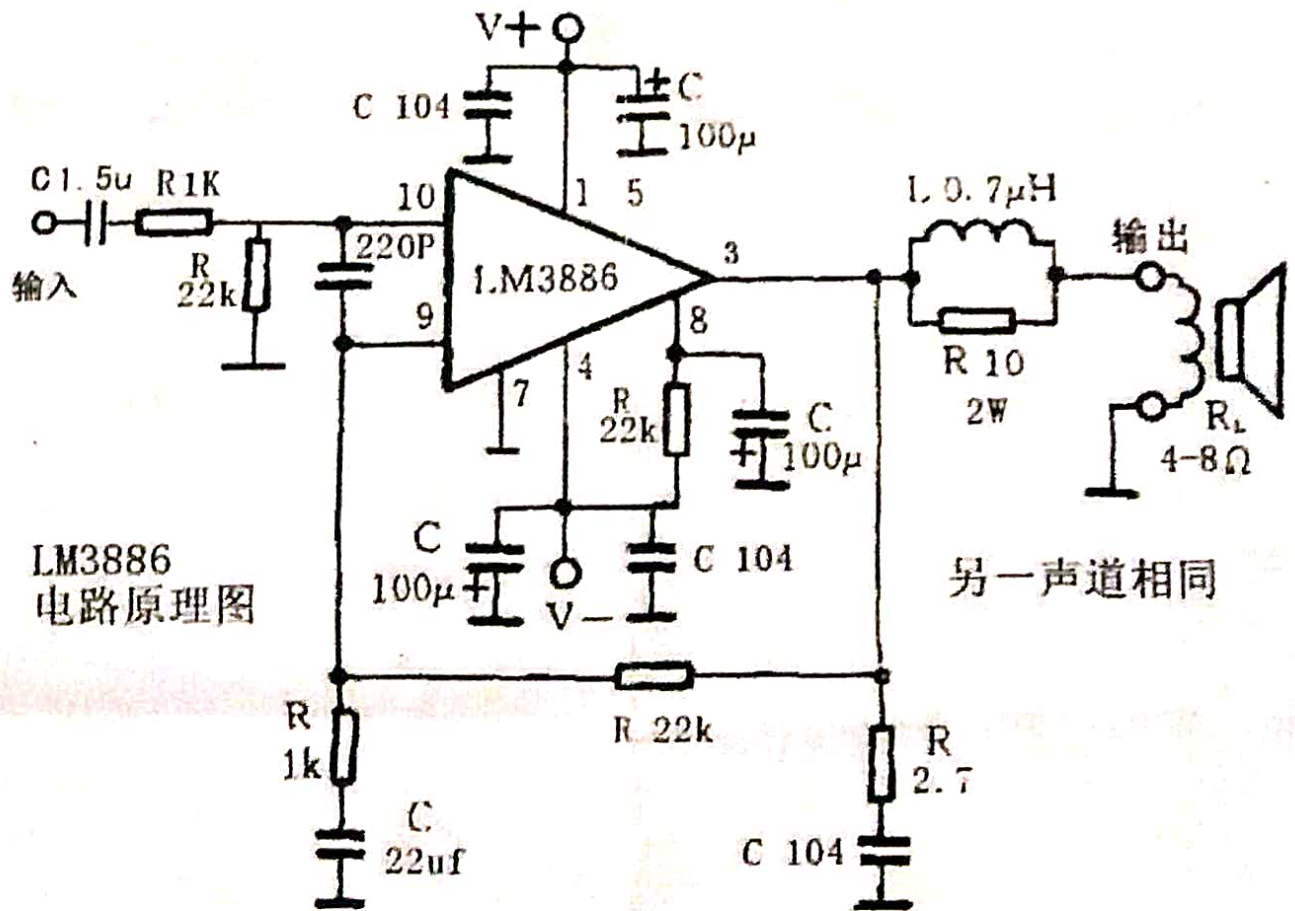 V+
C 104
+ C
100μ
C1.5u
R1K
10
1
5
L 0.7μH
输入
R
22k
220P
LM3886
3
输出
9
8
7
4
R
22k
C
+ 100μ
R 10
2W
RL
4-8Ω
LM3886
电路原理图
C
100μ +
V-
C 104
另一声道相同
R
1k
R 22k
R
2.7
C
22uf
C 104